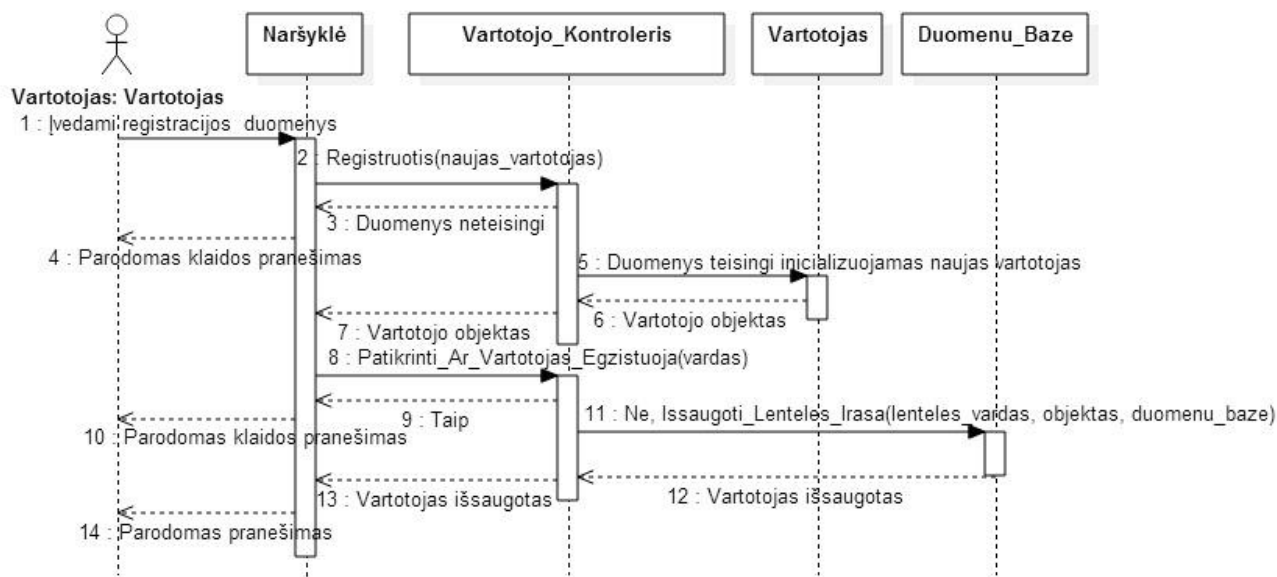 Naršyklė
Vartotojo_Kontroleris
Vartotojas
Duomenu_Baze
Vartotojas: Vartotojas
1 : Įvedami registracijos duomenys
2 : Registruotis(naujas_vartotojas)
3 : Duomenys neteisingi
4 : Parodomas klaidos pranešimas
5 : Duomenys teisingi inicializuojamas naujas vartotojas
6 : Vartotojo objektas
7 : Vartotojo objektas
8 : Patikrinti_Ar_Vartotojas_Egzistuoja(vardas)
9 : Taip
10 : Parodomas klaidos pranešimas
11 : Ne, Issaugoti_Lenteles_Irasa(lenteles_vardas, objektas, duomenu_baze)
12 : Vartotojas išsaugotas
13 : Vartotojas išsaugotas
14 : Parodomas pranešimas